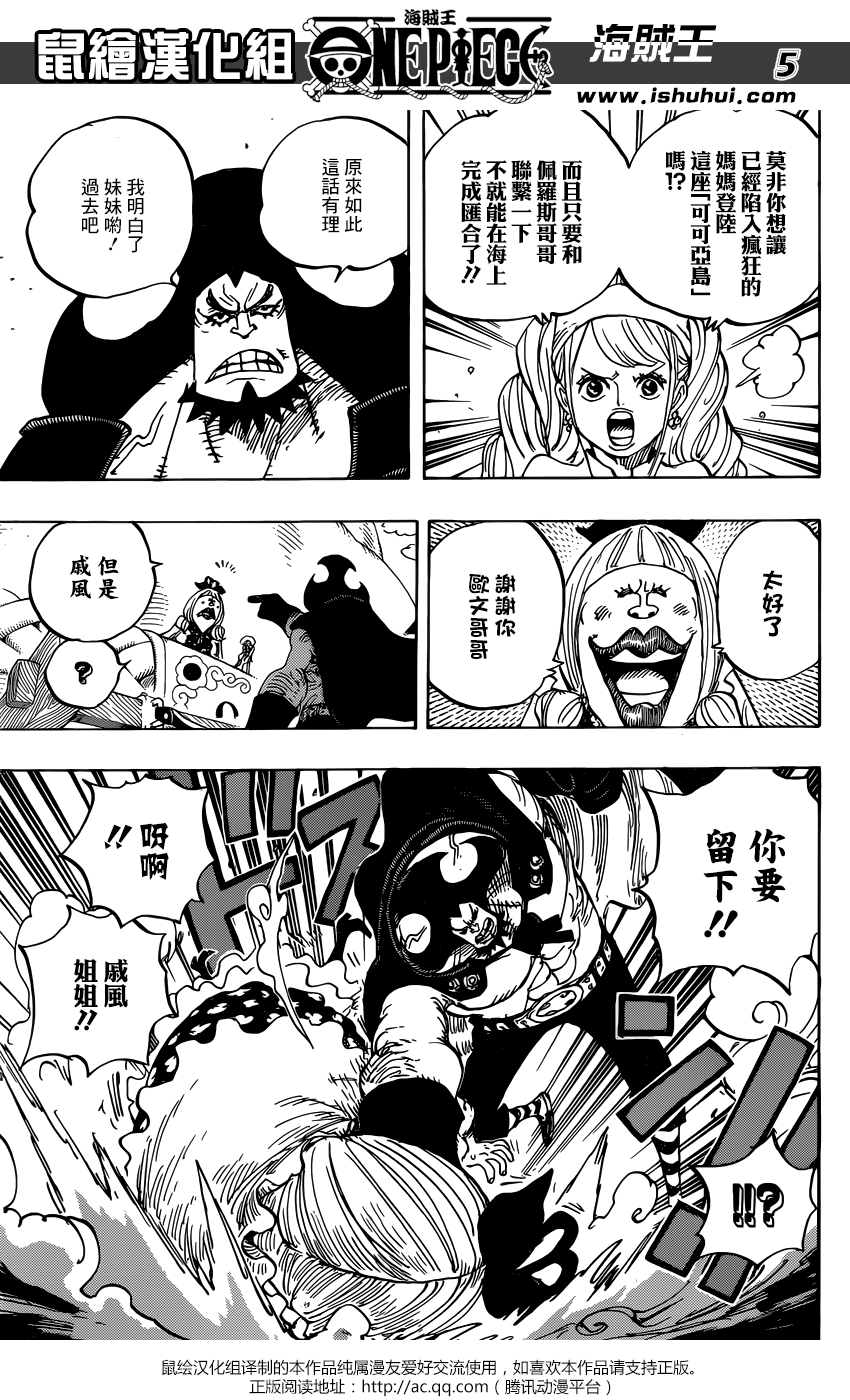 鼠繪漢化組
海賊王
ONE PIECE
海賊王
www.ishuhui.com
5
莫非你想讓
已經陷入瘋狂的
媽媽登陸
這座「可可亞島」
嗎!?
而且只要和
佩羅斯哥哥
聯繫一下
不就能在海上
完成匯合了!!
原來如此
這話有理
我明白了
妹妹喲!
過去吧
太好了
謝謝你
歐文哥哥
但是
戚風
?
你要
留下!!
呀啊
!!
戚風
姐姐!!
!!?
ドゴォン!!
鼠绘汉化组译制的本作品纯属漫友爱好交流使用，如喜欢本作品请支持正版。
正版阅读地址：http://ac.qq.com（腾讯动漫平台）